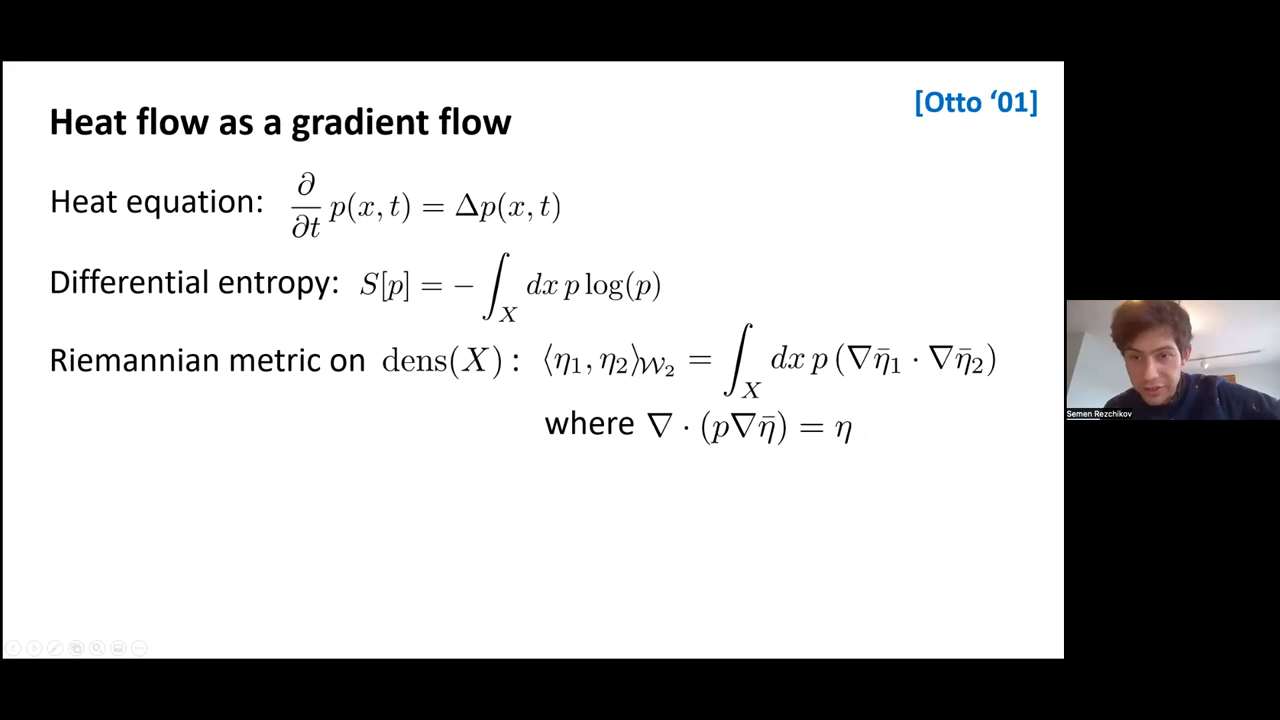 [Otto ‘01]
Heat flow as a gradient flow
Heat equation: ∂/∂t p(x, t) = Δp(x, t)
Differential entropy: S[p] = − ∫_X dx p log(p)
Riemannian metric on dens(X) : ⟨η₁, η₂⟩_𝒲₂ = ∫_X dx p (∇η̄₁ · ∇η̄₂)
where ∇ · (p∇η̄) = η
Semen Rezchikov